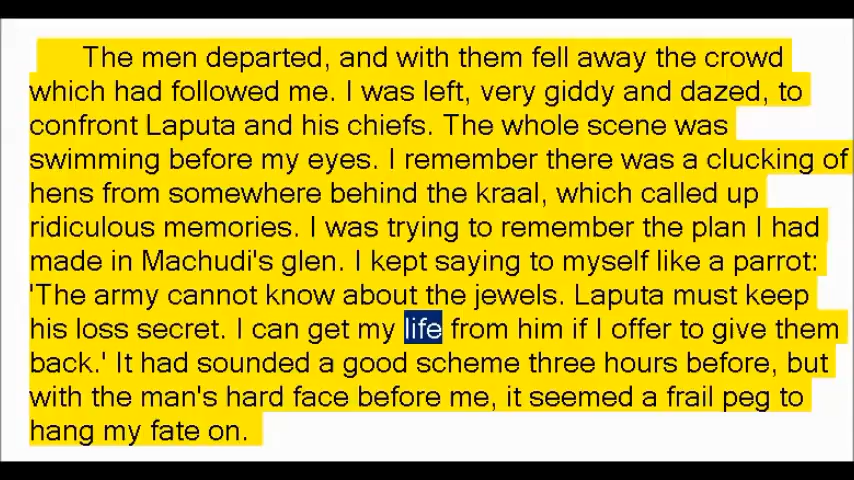 The men departed, and with them fell away the crowd
which had followed me. I was left, very giddy and dazed, to
confront Laputa and his chiefs. The whole scene was
swimming before my eyes. I remember there was a clucking of
hens from somewhere behind the kraal, which called up
ridiculous memories. I was trying to remember the plan I had
made in Machudi's glen. I kept saying to myself like a parrot:
'The army cannot know about the jewels. Laputa must keep
his loss secret. I can get my life from him if I offer to give them
back.' It had sounded a good scheme three hours before, but
with the man's hard face before me, it seemed a frail peg to
hang my fate on.